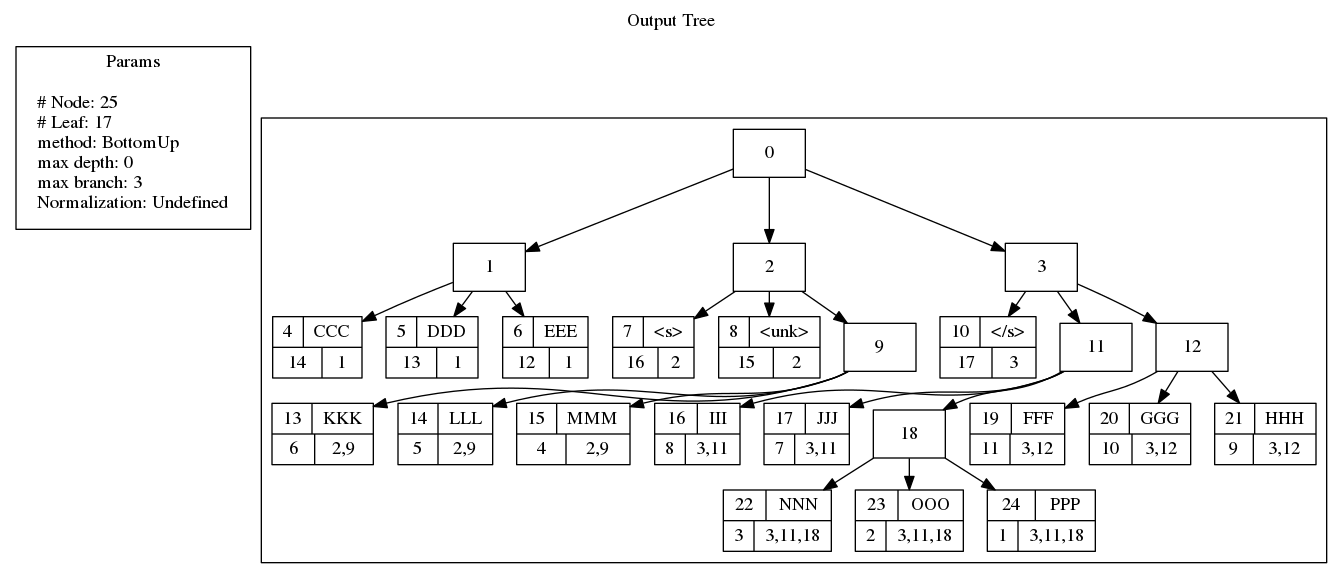 Output Tree
Params
# Node: 25
# Leaf: 17
method: BottomUp
max depth: 0
max branch: 3
Normalization: Undefined
0
1
2
3
4 CCC
14 1
5 DDD
13 1
6 EEE
12 1
7 <s>
16 2
8 <unk>
15 2
9
10 </s>
17 3
11
12
13 KKK
6 2,9
14 LLL
5 2,9
15 MMM
4 2,9
16 III
8 3,11
17 JJJ
7 3,11
18
19 FFF
11 3,12
20 GGG
10 3,12
21 HHH
9 3,12
22 NNN
3 3,11,18
23 OOO
2 3,11,18
24 PPP
1 3,11,18